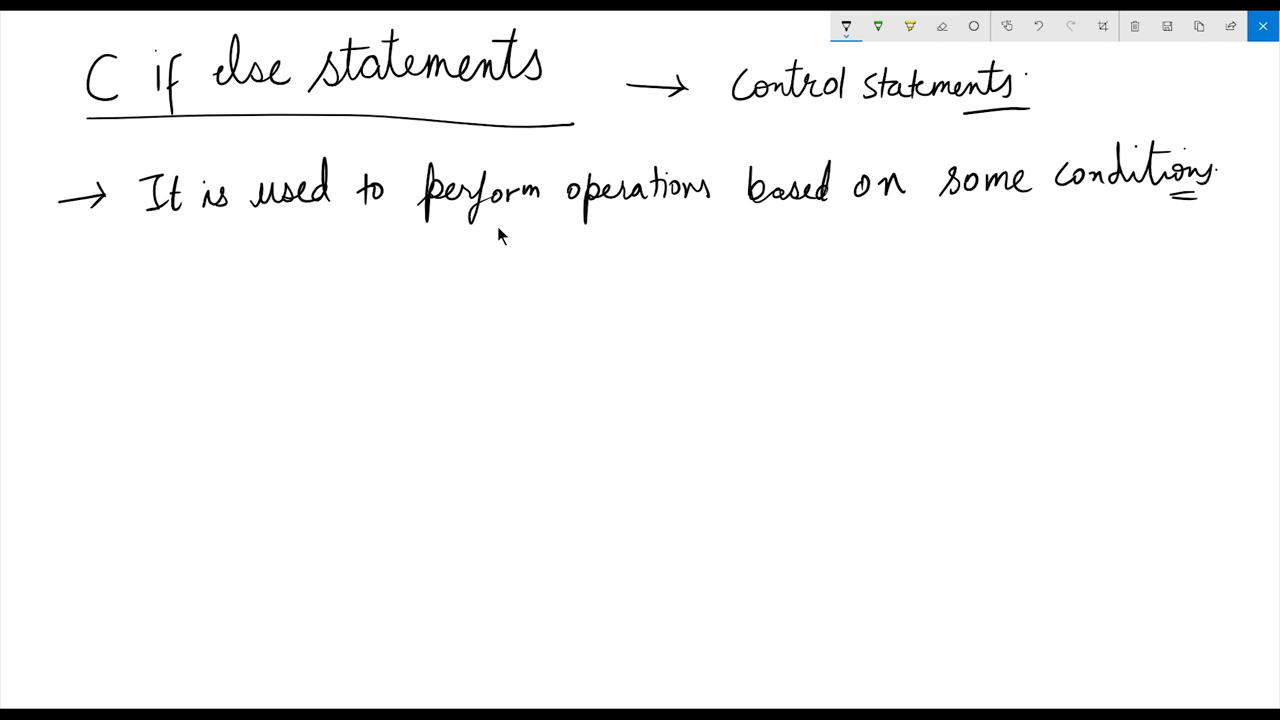 C if else statements → Control statements.
→ It is used to perform operations based on some conditions.